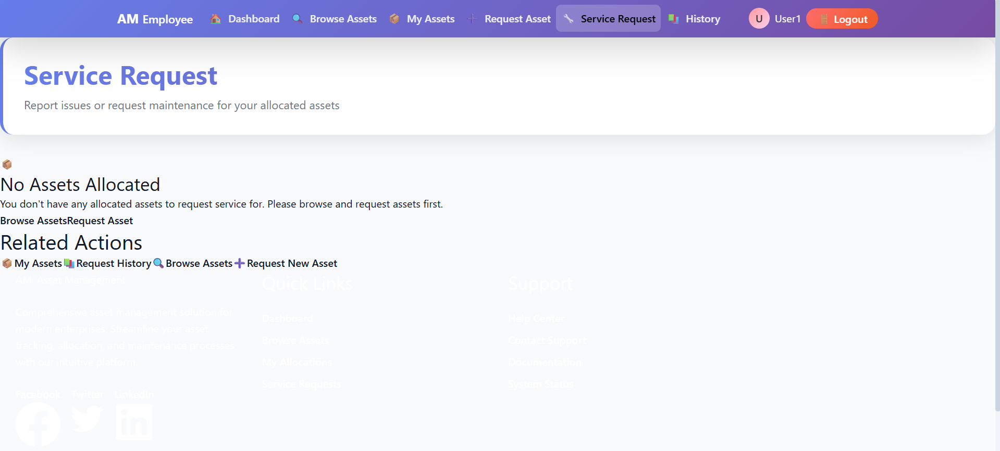 AM Employee Dashboard Browse Assets My Assets Request Asset Service Request History U User1 Logout
Service Request
Report issues or request maintenance for your allocated assets
No Assets Allocated
You don't have any allocated assets to request service for. Please browse and request assets first.
Browse AssetsRequest Asset
Related Actions
My Assets Request History Browse Assets Request New Asset
AM Asset Management
Comprehensive asset management solution for
modern enterprises. Streamline your asset
tracking, allocation, and maintenance processes
with our intuitive platform.
Facebook Twitter LinkedIn
Quick Links
Dashboard
Browse Assets
My Allocations
Service Requests
Support
Help Center
Contact Support
Documentation
System Status